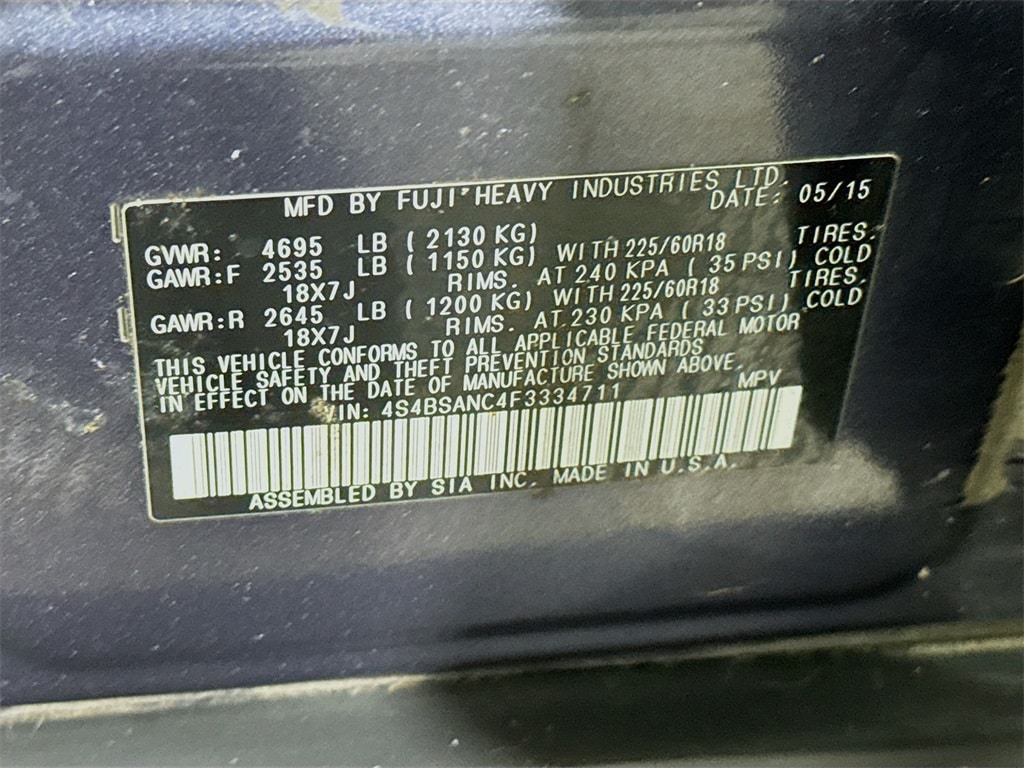 MFD BY FUJI HEAVY INDUSTRIES LTD.
DATE: 05/15
GVWR: 4695 LB ( 2130 KG)
GAWR:F 2535 LB ( 1150 KG) WITH 225/60R18 TIRES.
18X7J RIMS. AT 240 KPA ( 35 PSI) COLD
GAWR:R 2645 LB ( 1200 KG) WITH 225/60R18 TIRES.
18X7J RIMS. AT 230 KPA ( 33 PSI) COLD
THIS VEHICLE CONFORMS TO ALL APPLICABLE FEDERAL MOTOR
VEHICLE SAFETY AND THEFT PREVENTION STANDARDS
IN EFFECT ON THE DATE OF MANUFACTURE SHOWN ABOVE.
VIN: 4S4BSANC4F3334711 MPV
ASSEMBLED BY SIA INC. MADE IN U.S.A.